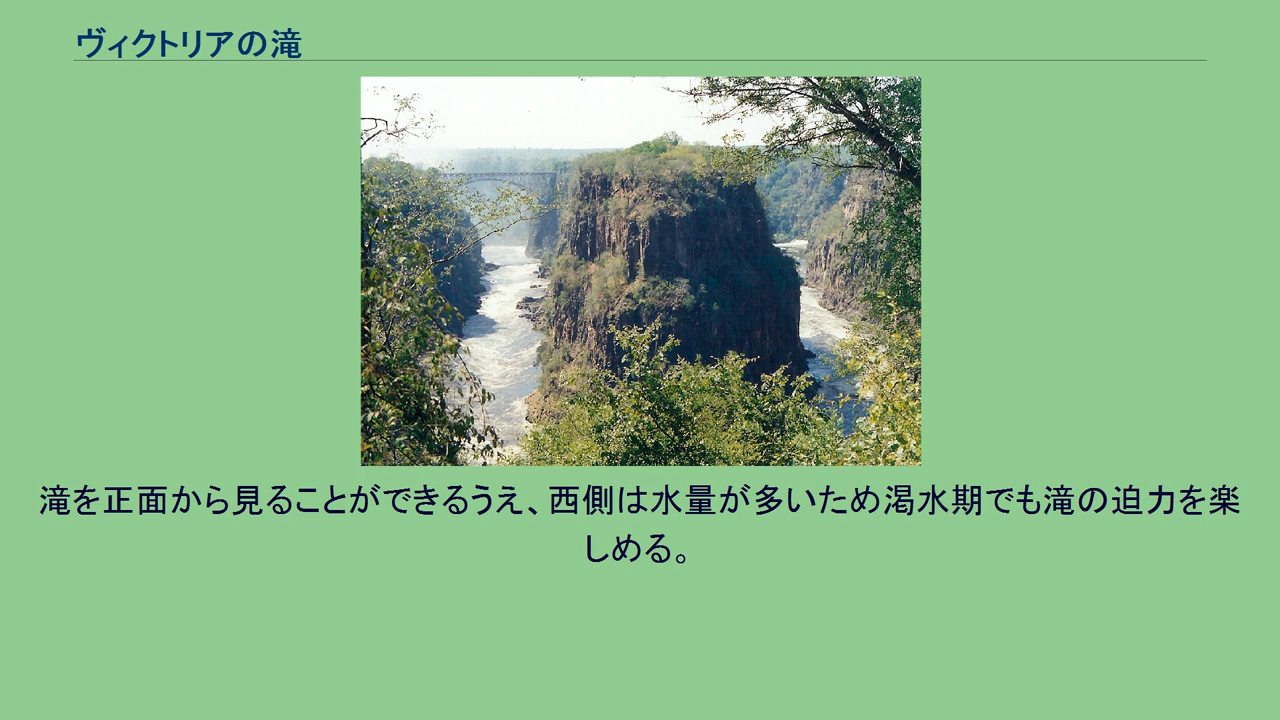 ヴィクトリアの滝
滝を正面から見ることができるうえ、西側は水量が多いため渇水期でも滝の迫力を楽
しめる。